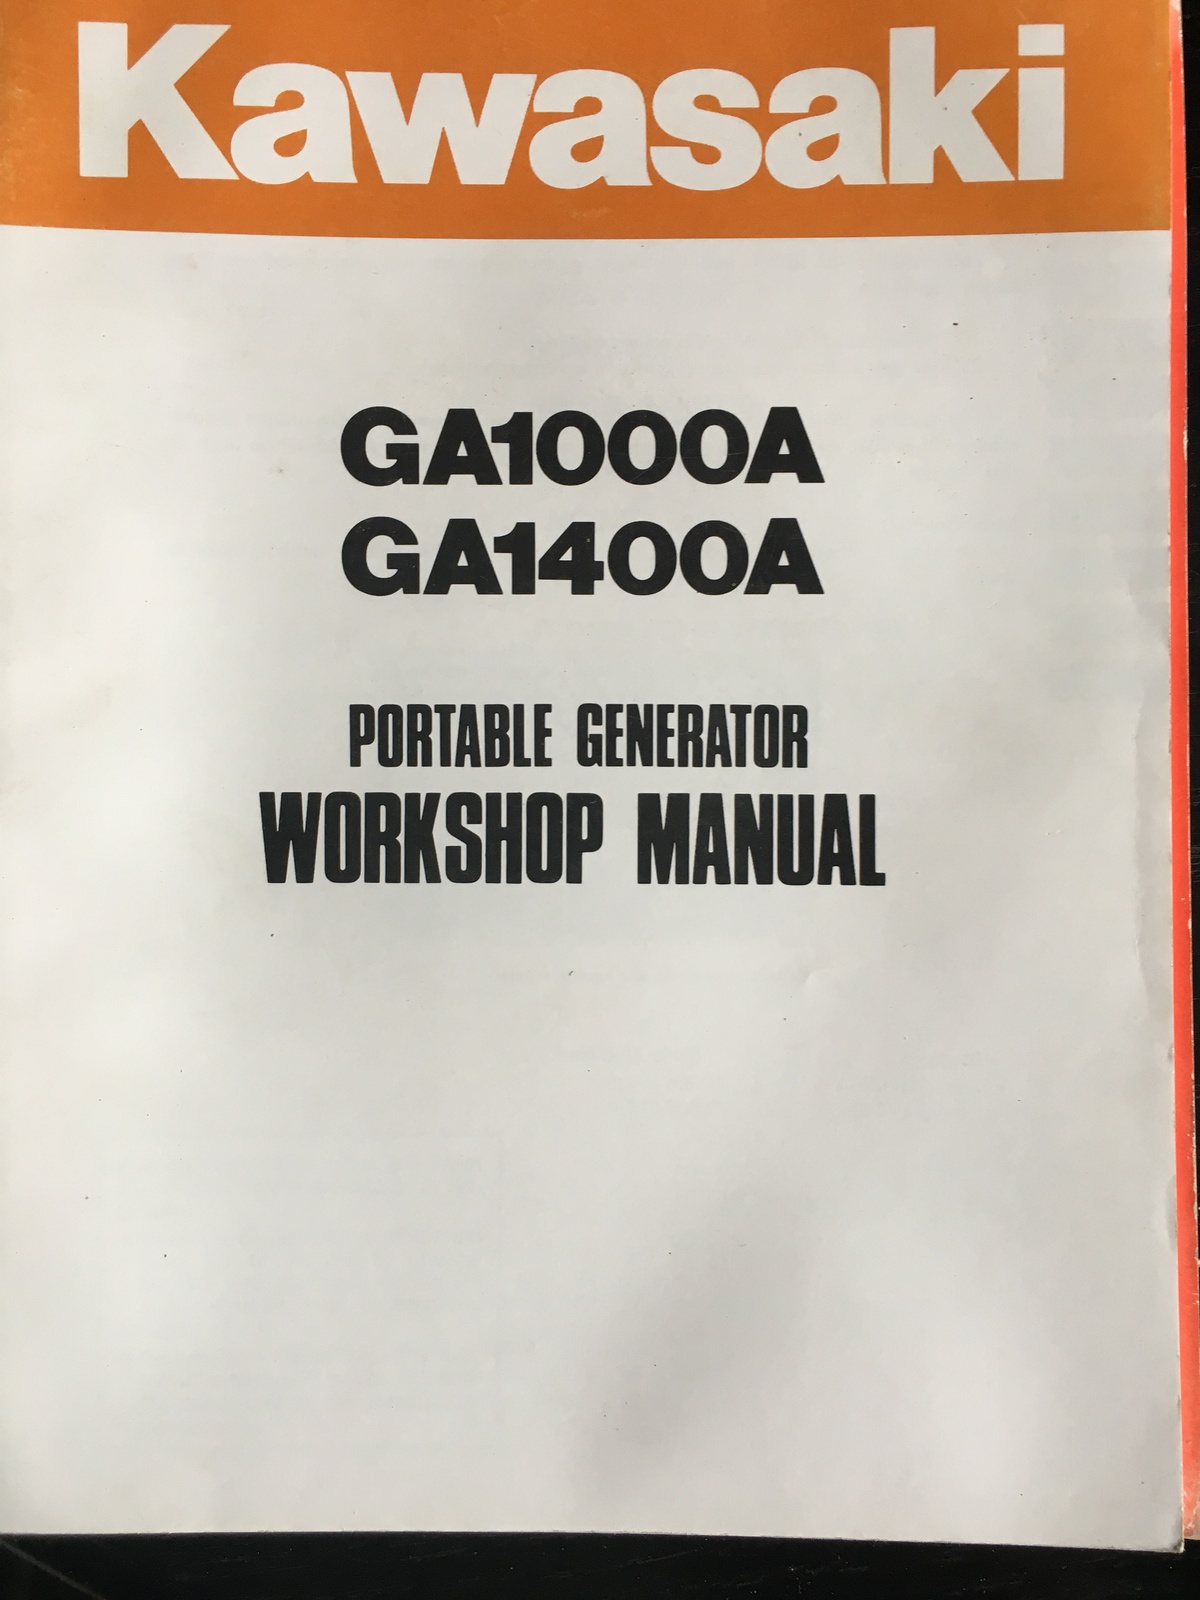 Kawasaki
GA1000A
GA1400A
PORTABLE GENERATOR
WORKSHOP MANUAL